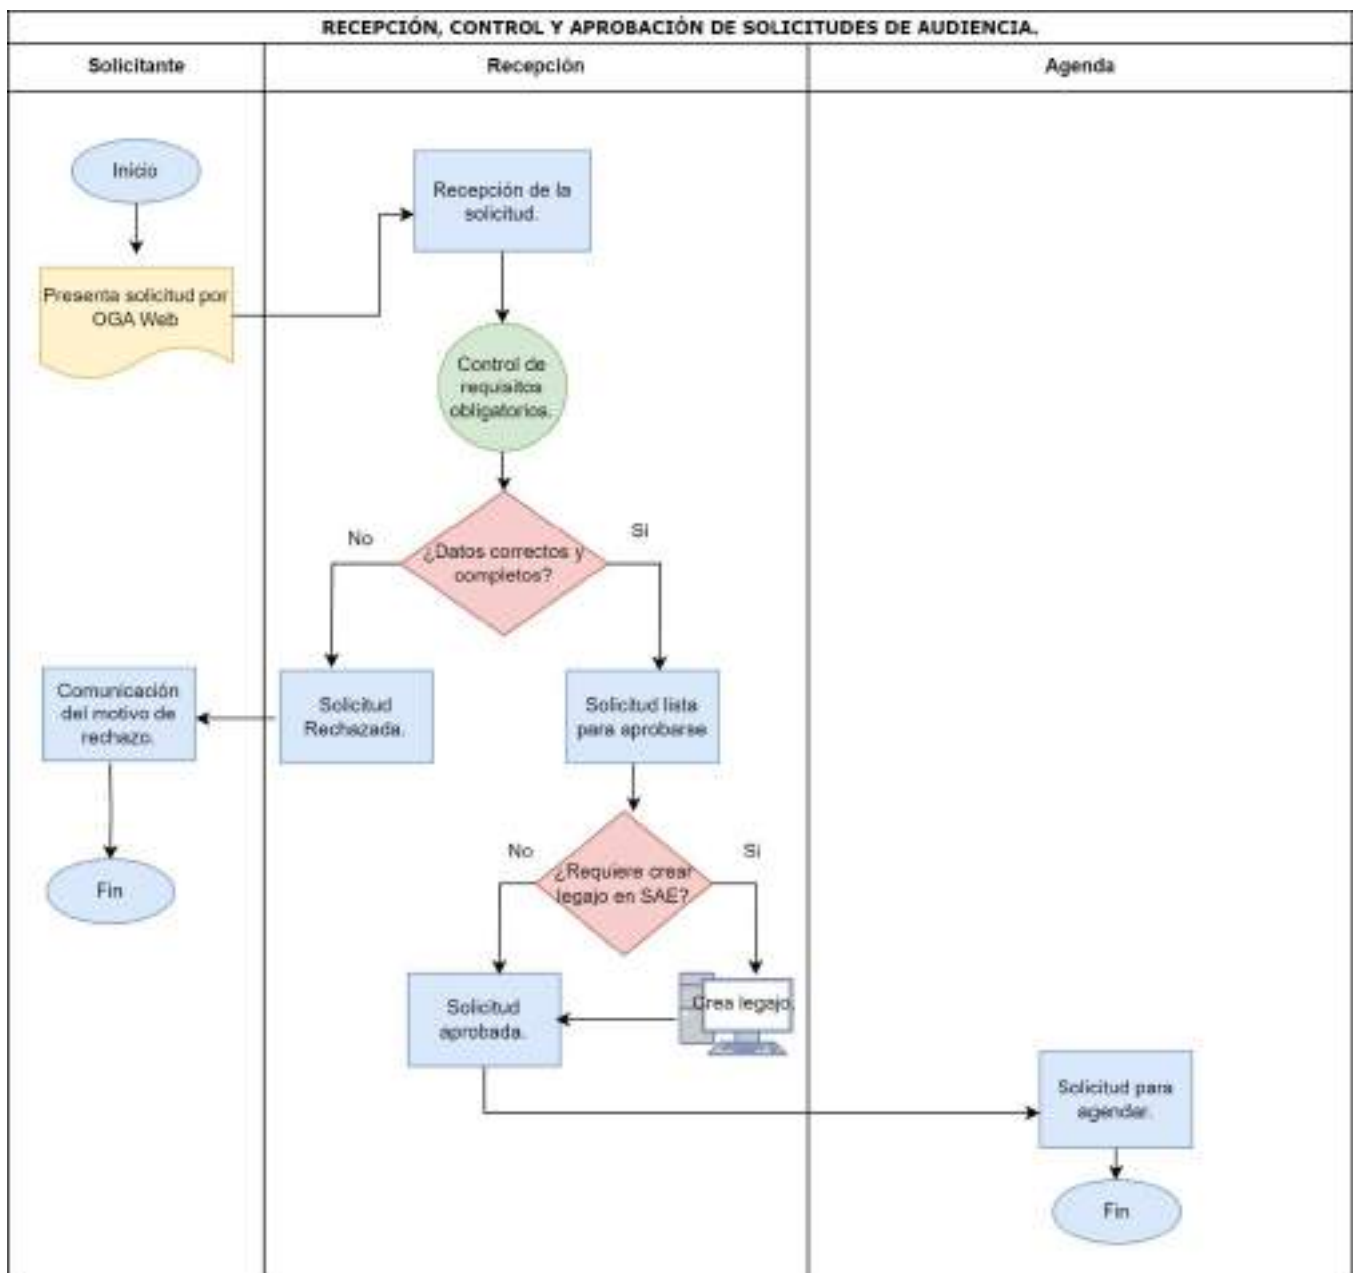 RECEPCIÓN, CONTROL Y APROBACIÓN DE SOLICITUDES DE AUDIENCIA.
Solicitante
Recepción
Agenda
Inicio
Presenta solicitud por
OGA Web
Recepción de la
solicitud.
Control de
requisitos
obligatorios.
¿Datos correctos y
completos?
No
Si
Comunicación
del motivo de
rechazo.
Solicitud
Rechazada.
Solicitud lista
para aprobarse
Fin
¿Requiere crear
legajo en SAE?
No
Si
Solicitud
aprobada.
Crea legajo.
Solicitud para
agendar.
Fin